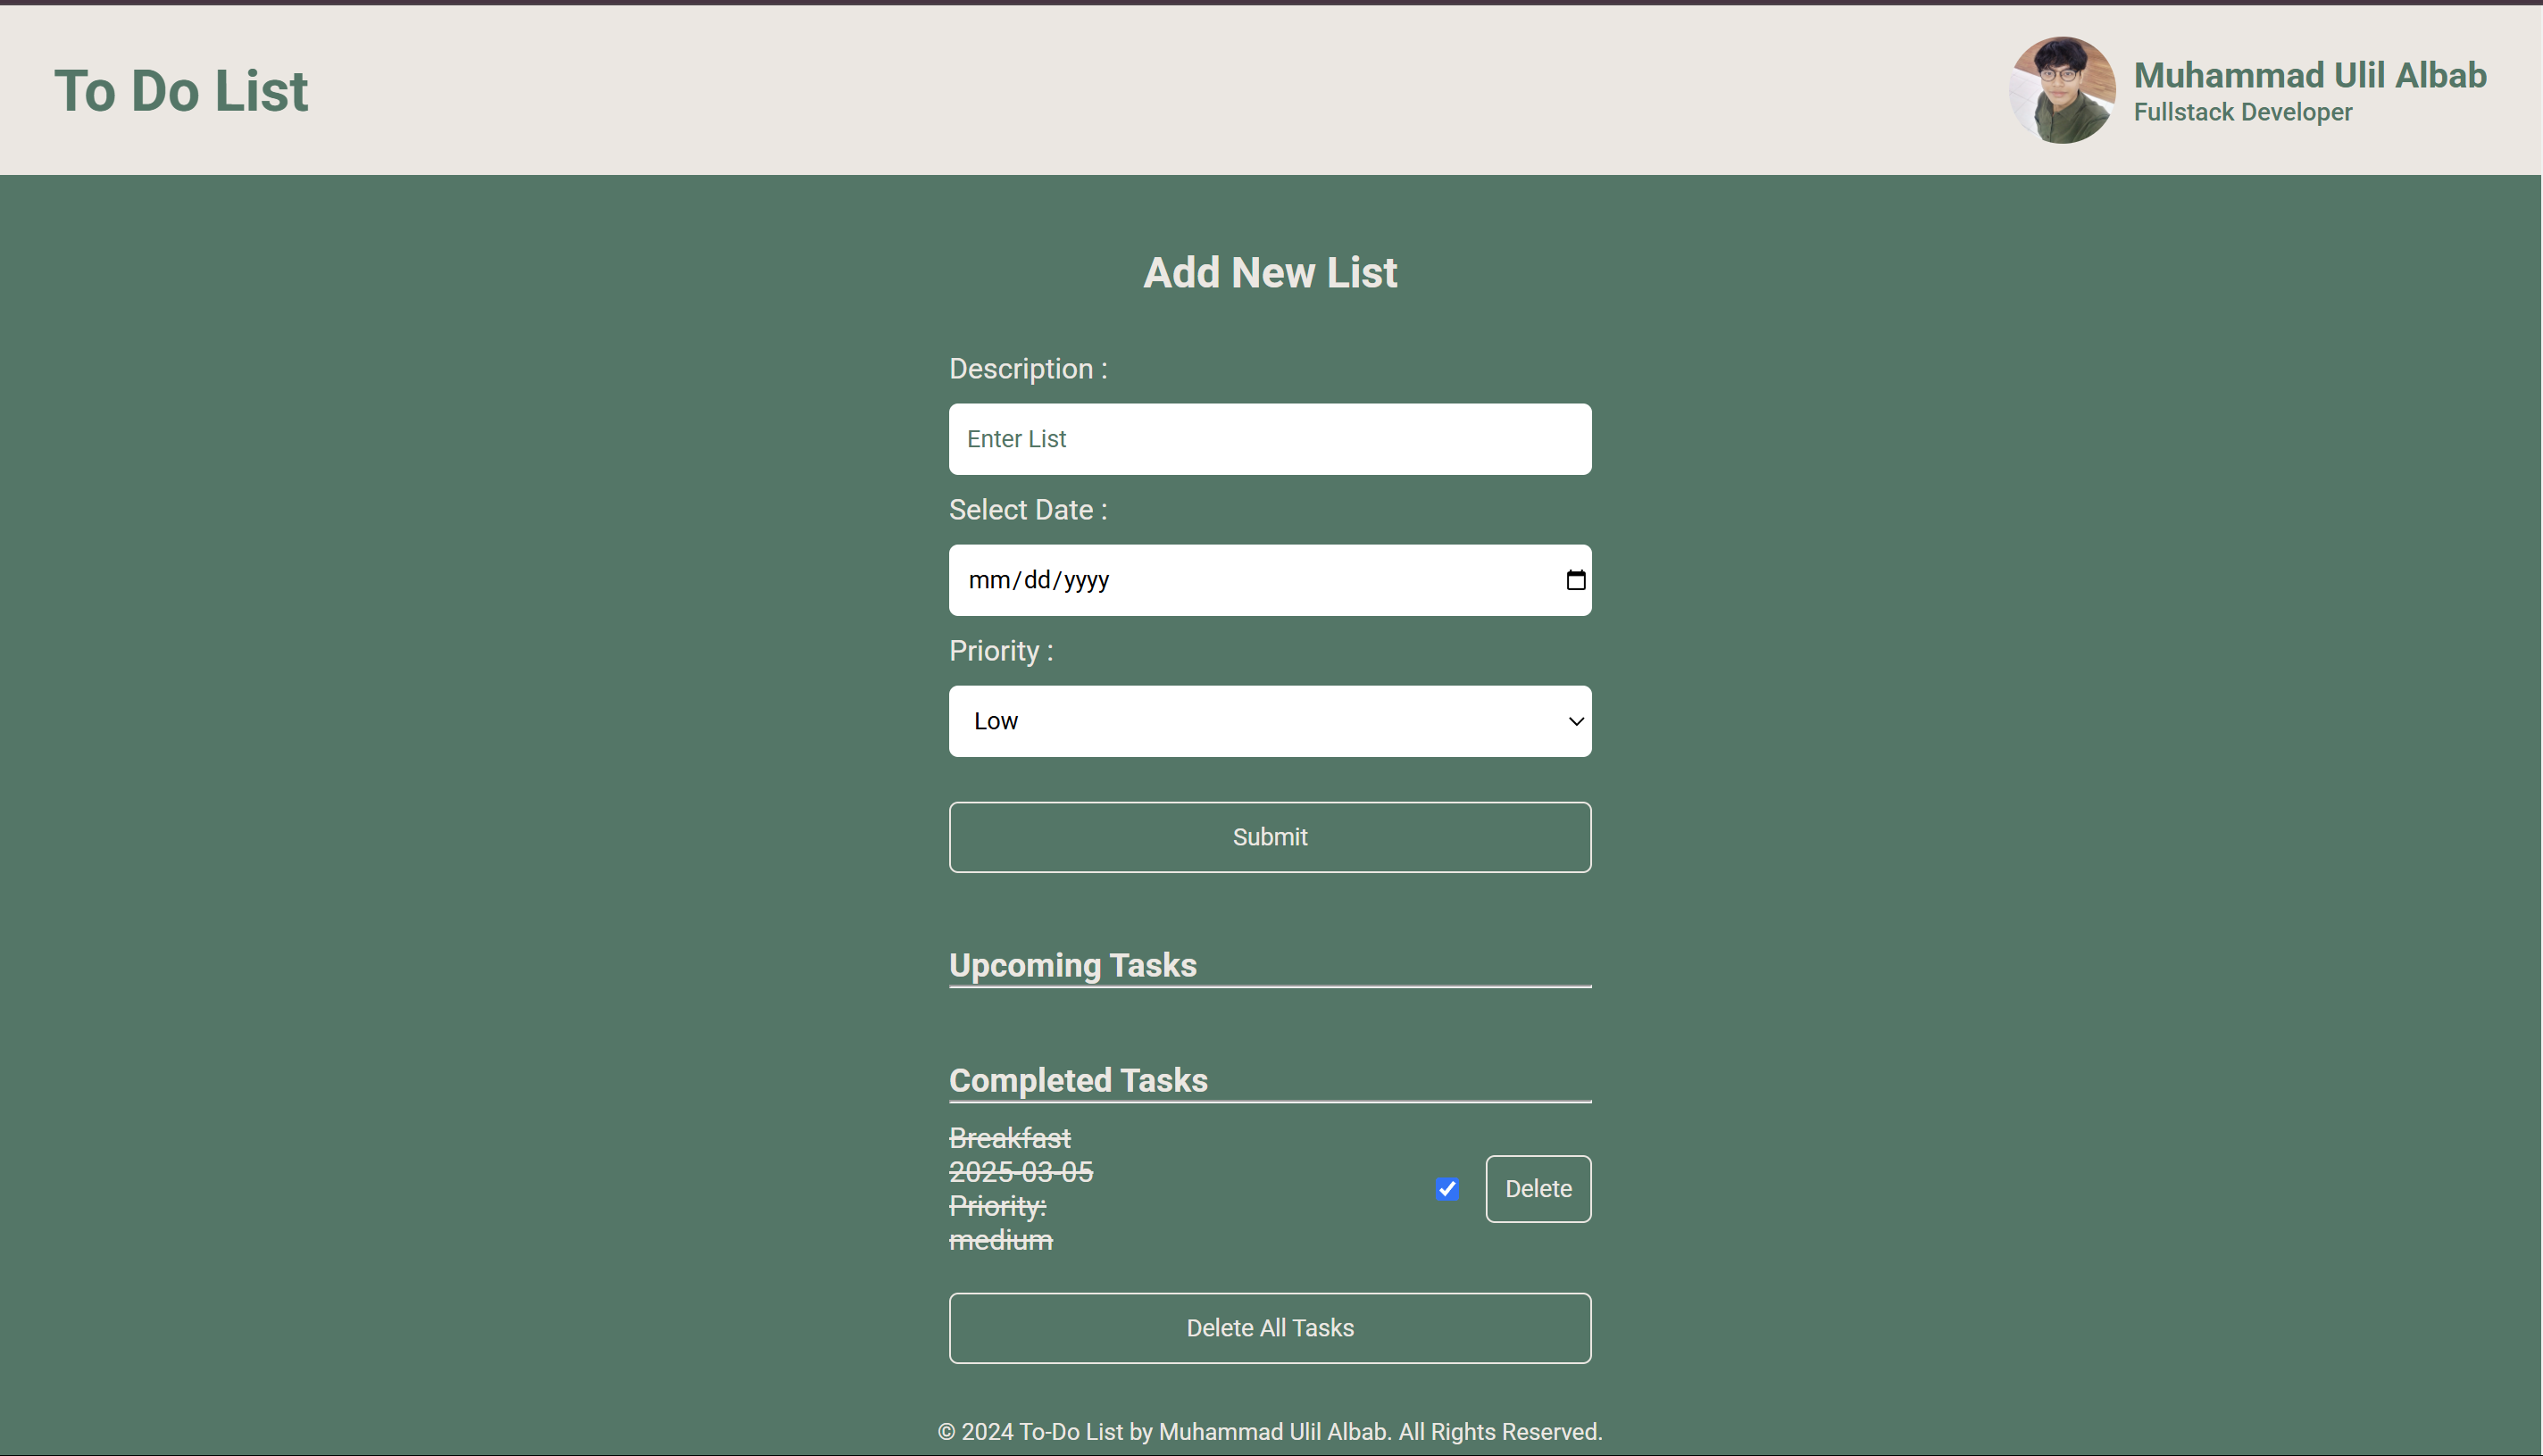 To Do List
Muhammad Ulil Albab
Fullstack Developer
Add New List
Description :
Enter List
Select Date :
mm/dd/yyyy
Priority :
Low
Submit
Upcoming Tasks
Completed Tasks
Breakfast
2025-03-05
Priority:
medium
Delete
Delete All Tasks
© 2024 To-Do List by Muhammad Ulil Albab. All Rights Reserved.